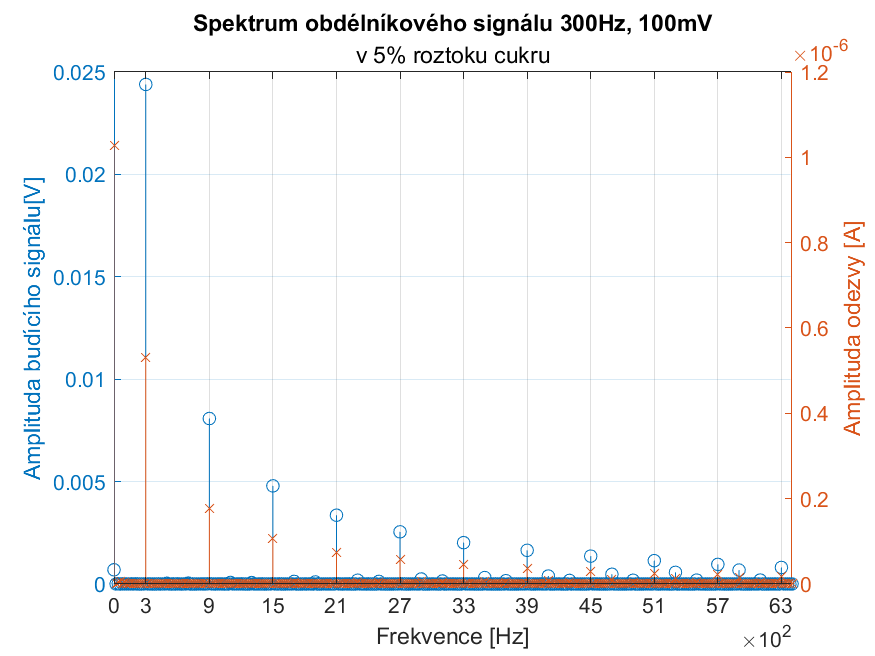 Spektrum obdélníkového signálu 300Hz, 100mV
v 5% roztoku cukru
×10-6
0.025
0.02
0.015
0.01
0.005
0
Amplituda budícího signálu[V]
1.2
1
0.8
0.6
0.4
0.2
0
Amplituda odezvy [A]
0 3 9 15 21 27 33 39 45 51 57 63
Frekvence [Hz]
×102